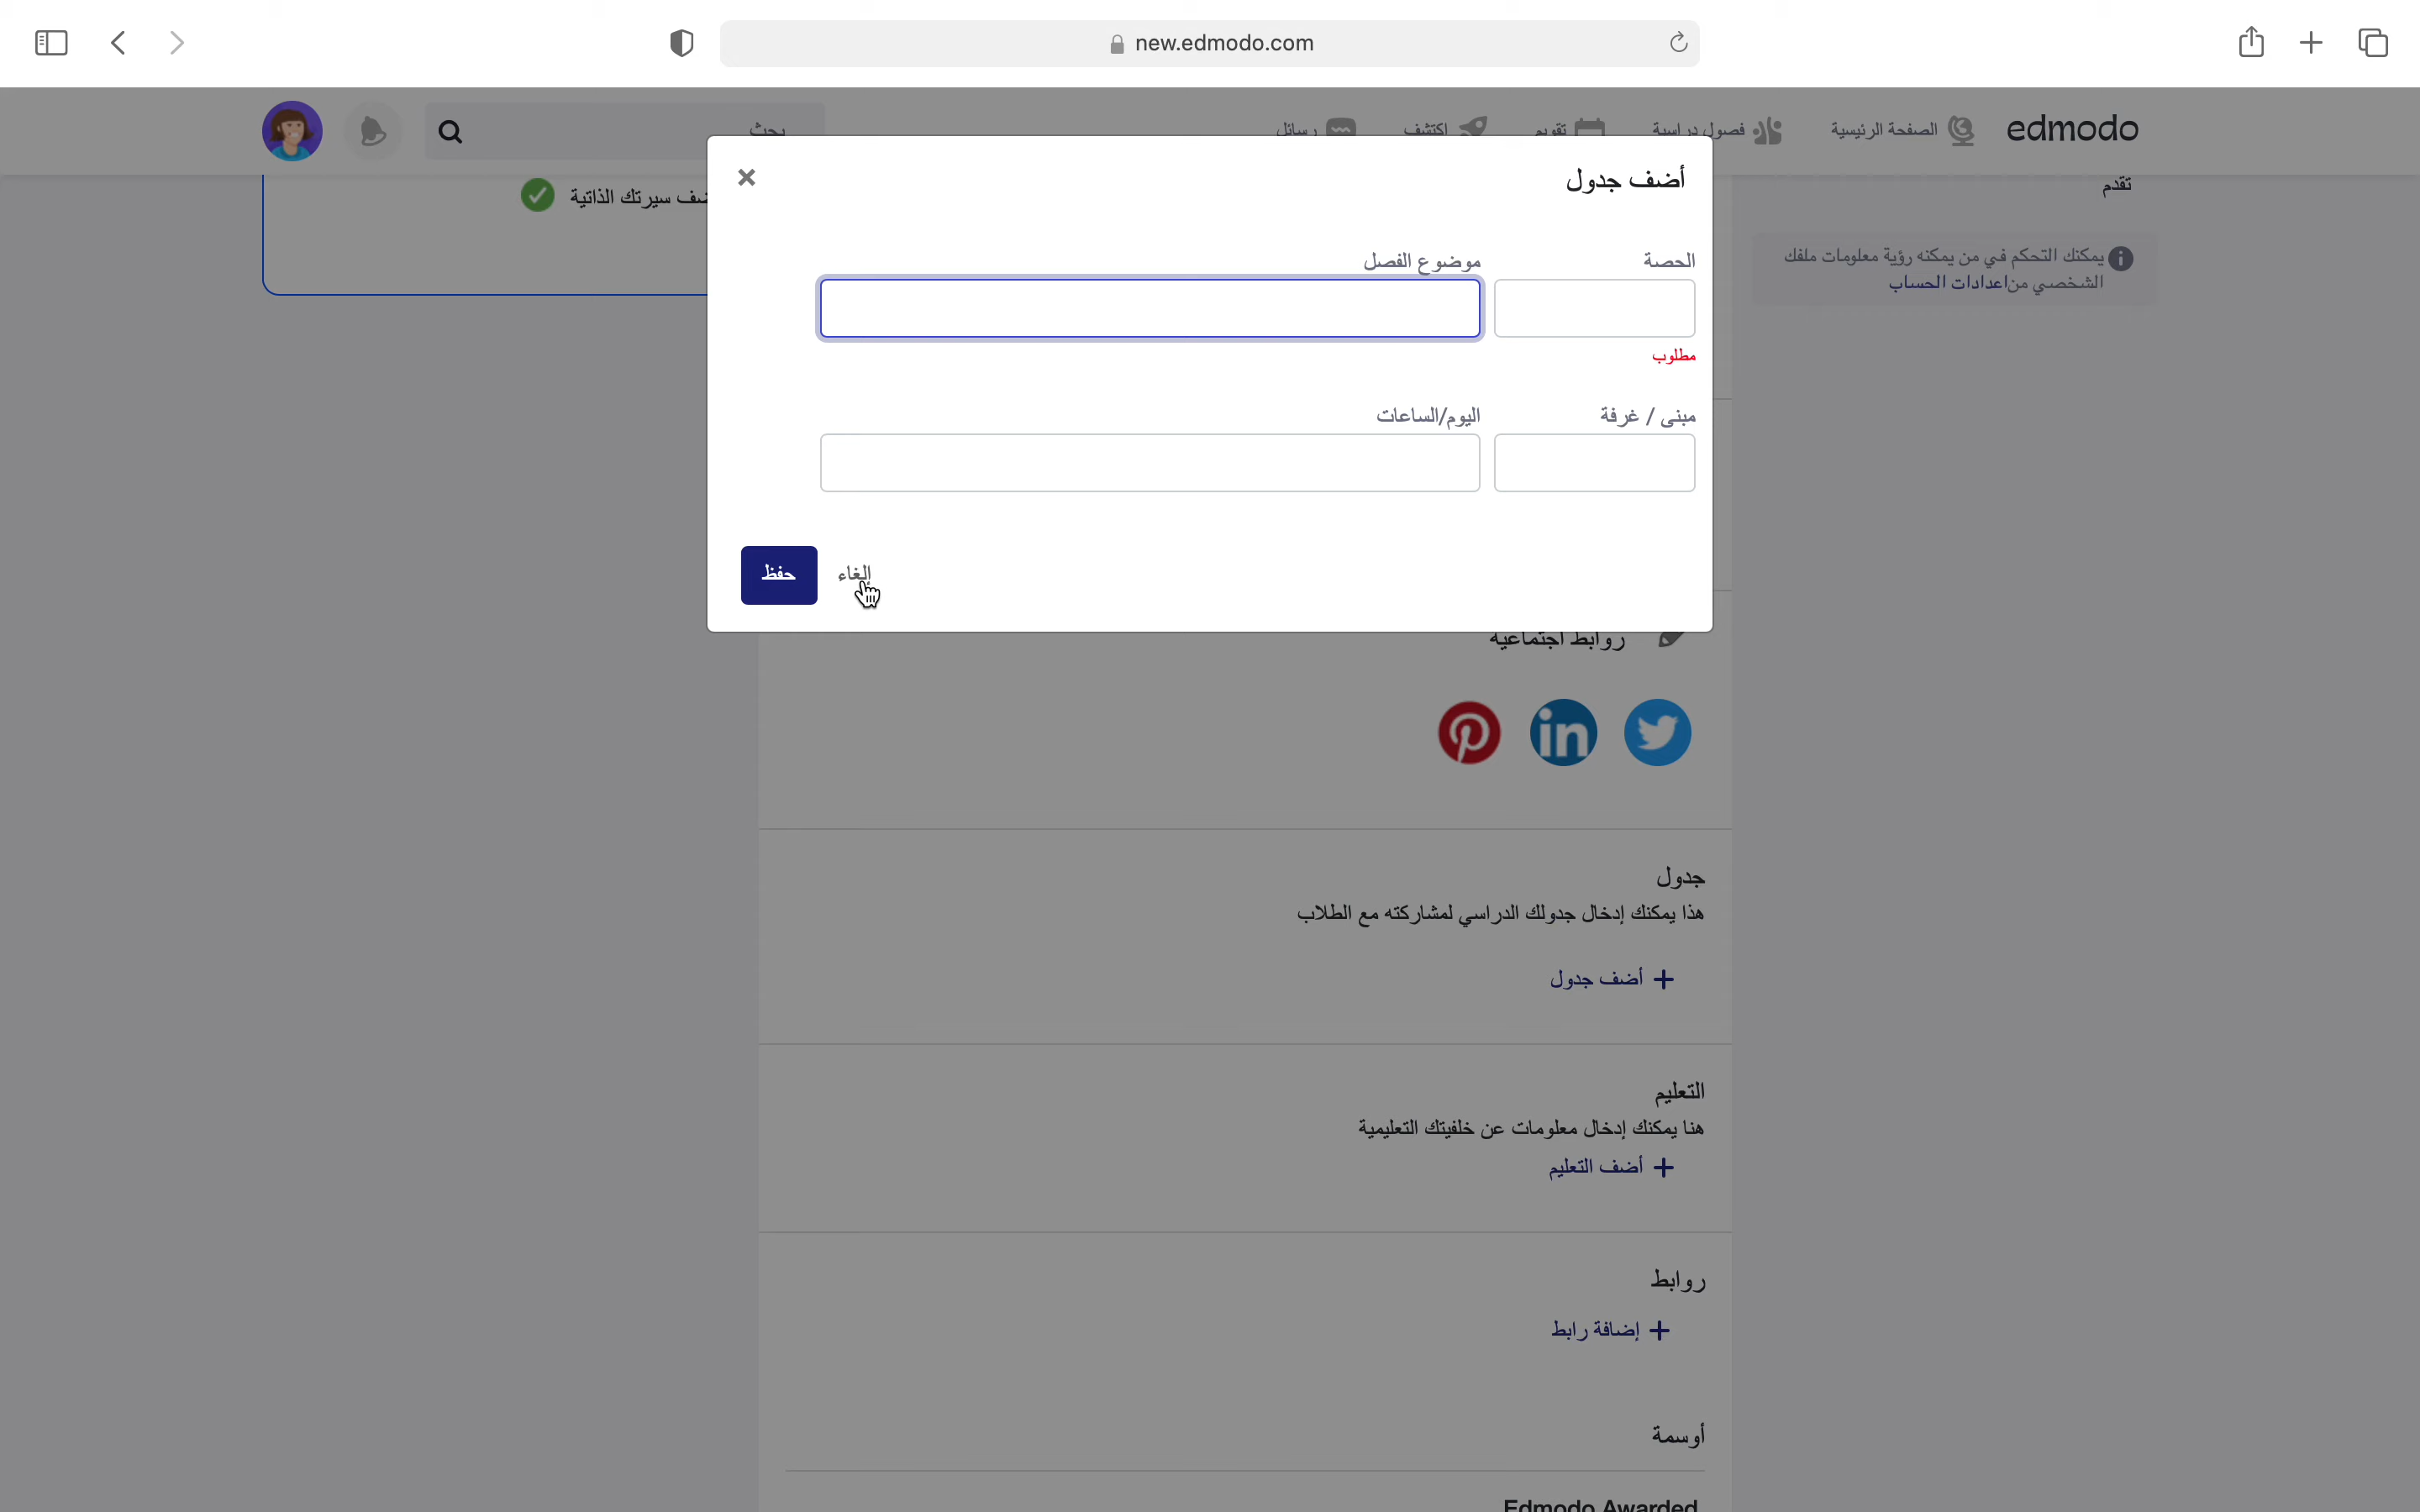 new.edmodo.com
edmodo
الصفحة الرئيسية
فصول دراسية
تقويم
اكتشف
رسائل
بحث
تقدم
يمكنك التحكم في من يمكنه رؤية معلومات ملفك
الشخصي من اعدادات الحساب
سيرتك الذاتية
أضف جدول
الحصة
موضوع الفصل
مطلوب
مبنى / غرفة
اليوم/الساعات
إلغاء
حفظ
روابط اجتماعية
جدول
هذا يمكنك إدخال جدولك الدراسي لمشاركته مع الطلاب
أضف جدول
التعليم
هنا يمكنك إدخال معلومات عن خلفيتك التعليمية
أضف التعليم
روابط
إضافة رابط
أوسمة
Edmodo Awarded